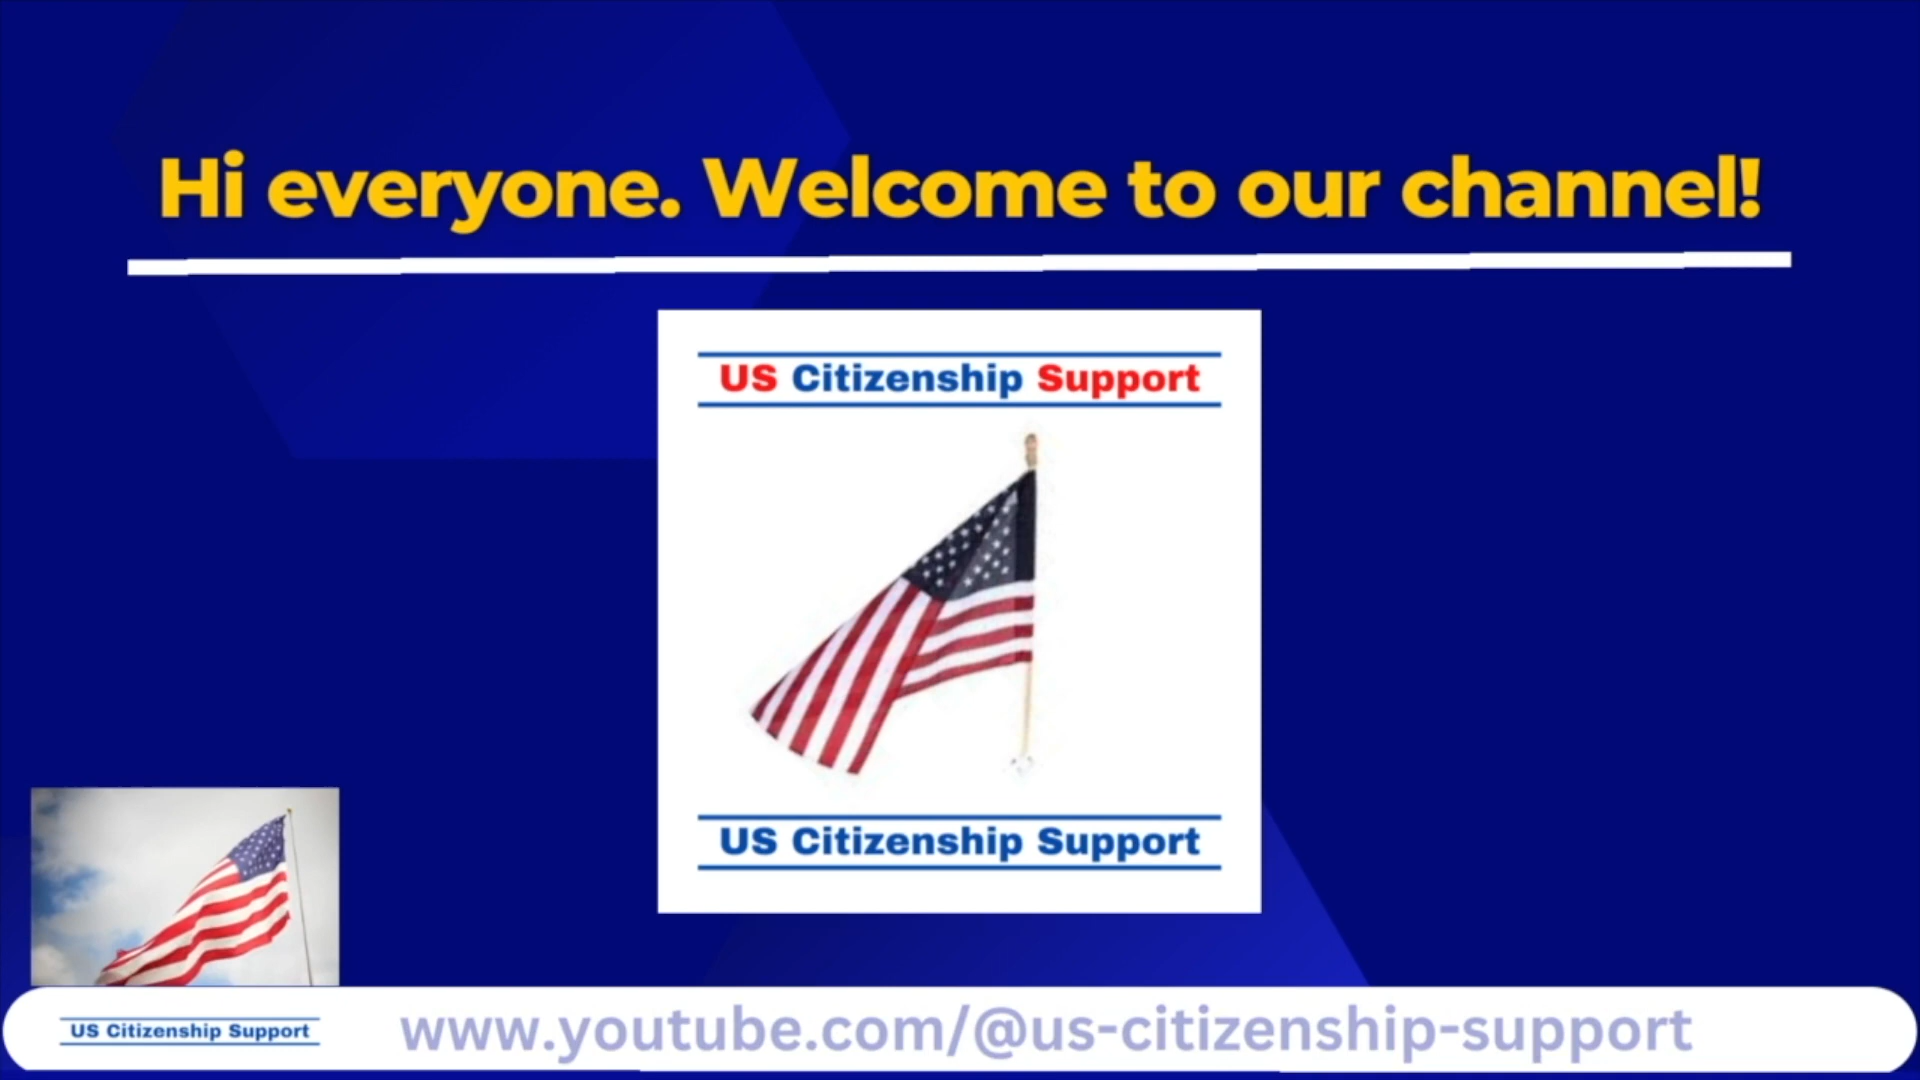 Hi everyone. Welcome to our channel!
US Citizenship Support
US Citizenship Support
US Citizenship Support
www.youtube.com/@us-citizenship-support